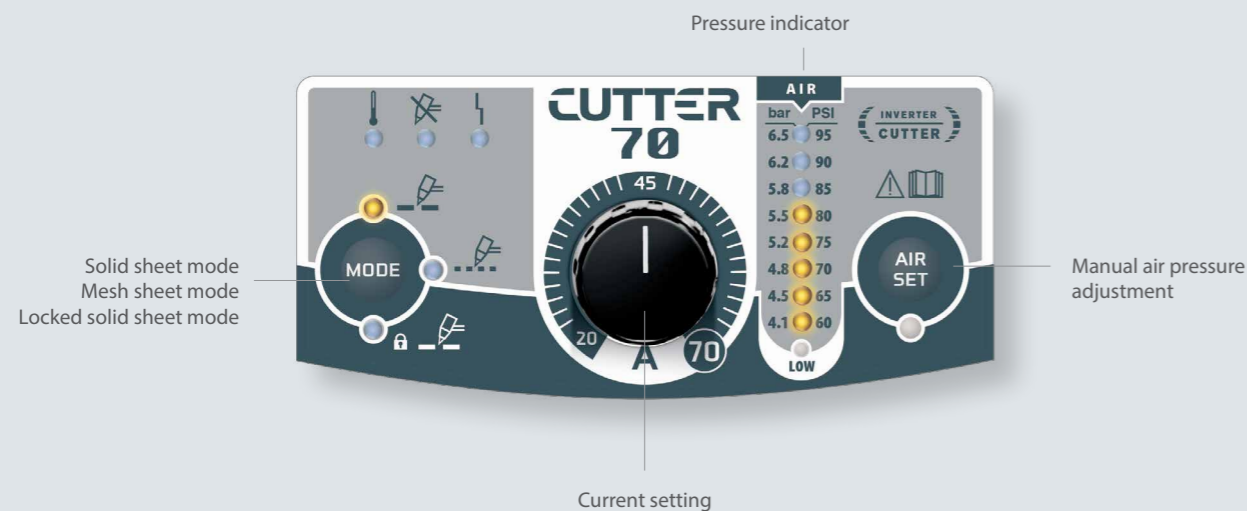 Pressure indicator
AIR
bar PSI
6.5 95
6.2 90
5.8 85
5.5 80
5.2 75
4.8 70
4.5 65
4.1 60
LOW
CUTTER
70
45
20
A
70
INVERTER
CUTTER
MODE
AIR
SET
Solid sheet mode
Mesh sheet mode
Locked solid sheet mode
Manual air pressure
adjustment
Current setting